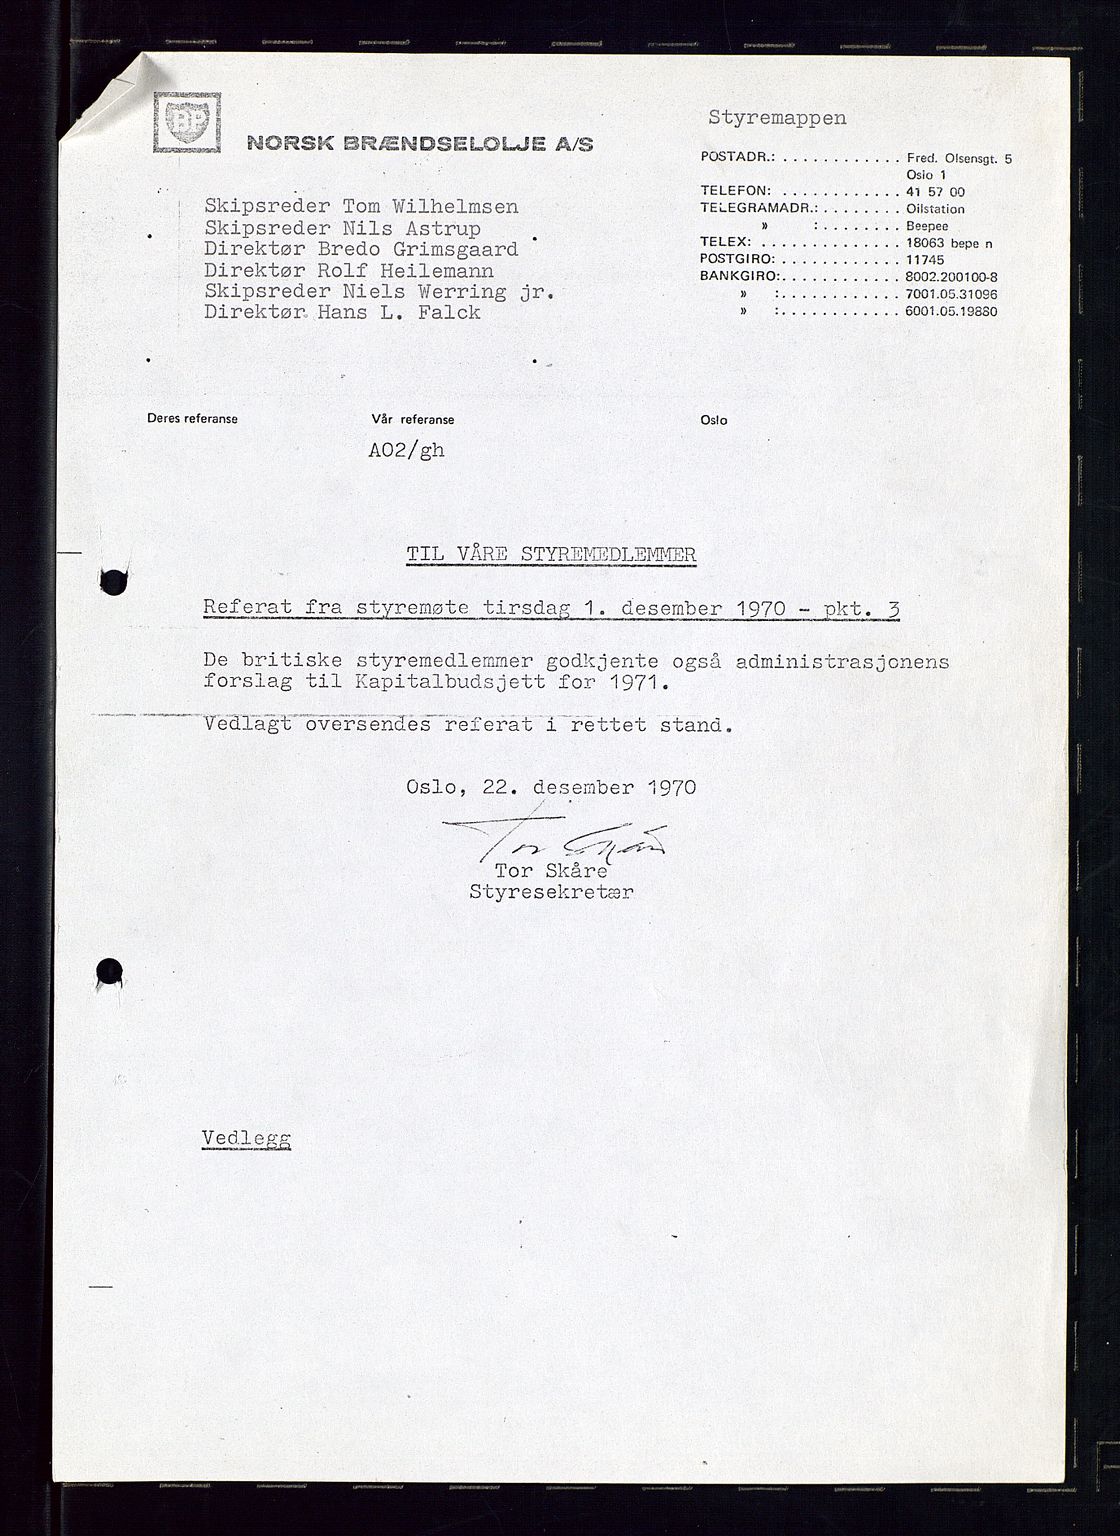 BP
NORSK BRÆNDSELOLJE A/S
Styremappen
POSTADR.: ............ Fred. Olsensgt. 5
Oslo 1
TELEFON: ............ 41 57 00
TELEGRAMADR.: ........ Oilstation
» : ........ Beepee
TELEX: .............. 18063 bepe n
POSTGIRO: ............ 11745
BANKGIRO: ............ 8002.200100-8
» : ............ 7001.05.31096
» : ............ 6001.05.19880
Skipsreder Tom Wilhelmsen
Skipsreder Nils Astrup
Direktør Bredo Grimsgaard
Direktør Rolf Heilemann
Skipsreder Niels Werring jr.
Direktør Hans L. Falck
Deres referanse Vår referanse Oslo
A02/gh
TIL VÅRE STYREMEDLEMMER
Referat fra styremøte tirsdag 1. desember 1970 - pkt. 3
De britiske styremedlemmer godkjente også administrasjonens
forslag til Kapitalbudsjett for 1971.
Vedlagt oversendes referat i rettet stand.
Oslo, 22. desember 1970
Tor Skåre
Tor Skåre
Styresekretær
Vedlegg